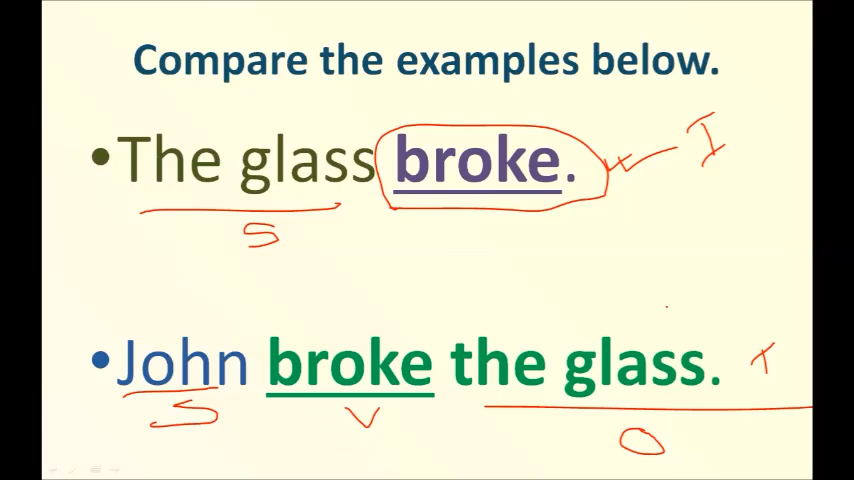 Compare the examples below.
•The glass broke.
I
S
•John broke the glass.
T
S V O